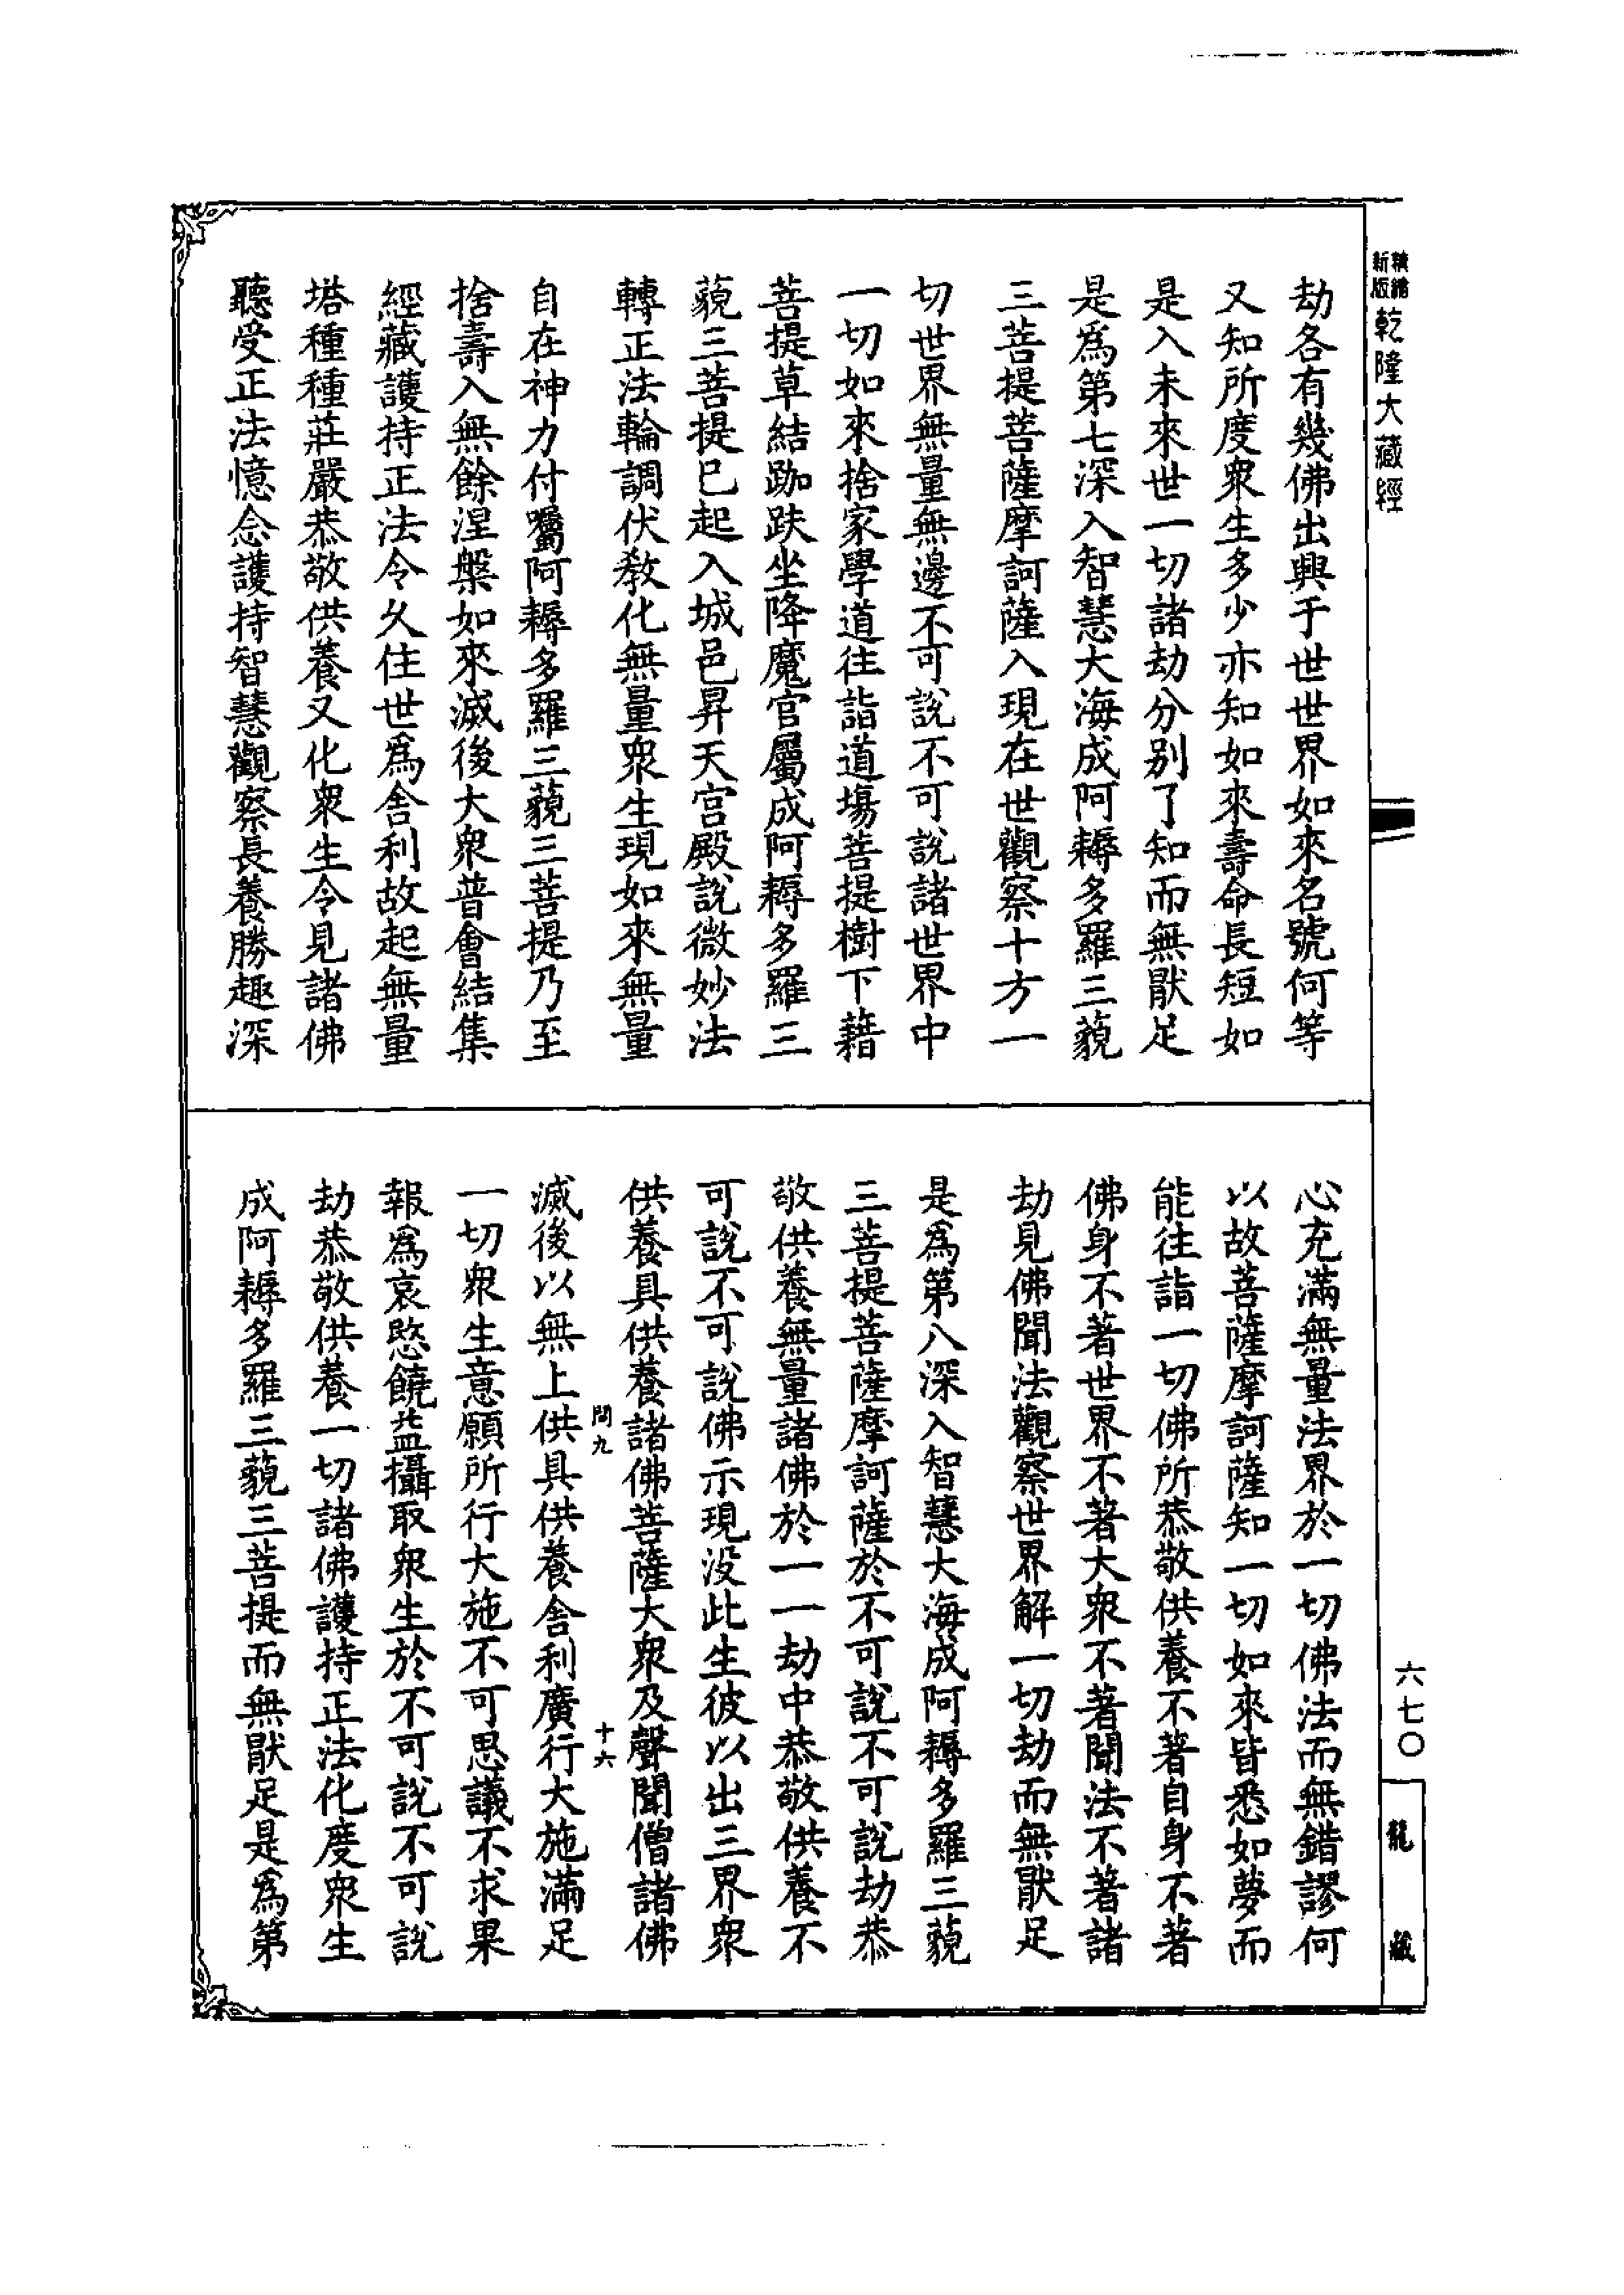 精縮新版乾隆大藏經
劫各有幾佛出興于世世界如來名號何等
又知所度衆生多少亦知如來壽命長短如
是入未來世一切諸劫分別了知而無猒足
是爲第七深入智慧大海成阿耨多羅三藐
三菩提菩薩摩訶薩入現在世觀察十方一
切世界無量無邊不可說不可說諸世界中
一切如來捨家學道往詣道場菩提樹下藉
菩提草結跏趺坐降魔官屬成阿耨多羅三
藐三菩提已起入城邑昇天宮殿說微妙法
轉正法輪調伏教化無量衆生現如來無量
自在神力付囑阿耨多羅三藐三菩提乃至
捨壽入無餘涅槃如來滅後大衆普會結集
經藏護持正法令久住世爲舍利故起無量
塔種種莊嚴恭敬供養又化衆生令見諸佛
聽受正法憶念護持智慧觀察長養勝趣深
心充滿無量法界於一切佛法而無錯謬何
以故菩薩摩訶薩知一切如來皆悉如夢而
能往詣一切佛所恭敬供養不著自身不著
佛身不著世界不著大衆不著聞法不著諸
劫見佛聞法觀察世界解一切劫而無猒足
是爲第八深入智慧大海成阿耨多羅三藐
三菩提菩薩摩訶薩於不可說不可說劫恭
敬供養無量諸佛於一一劫中恭敬供養不
可說不可說佛示現没此生彼以出三界衆
供養具供養諸佛菩薩大衆及聲聞僧諸佛
問九 十六
滅後以無上供具供養舍利廣行大施滿足
一切衆生意願所行大施不可思議不求果
報爲哀愍饒益攝取衆生於不可說不可說
劫恭敬供養一切諸佛護持正法化度衆生
成阿耨多羅三藐三菩提而無猒足是爲第
六七〇
龍藏